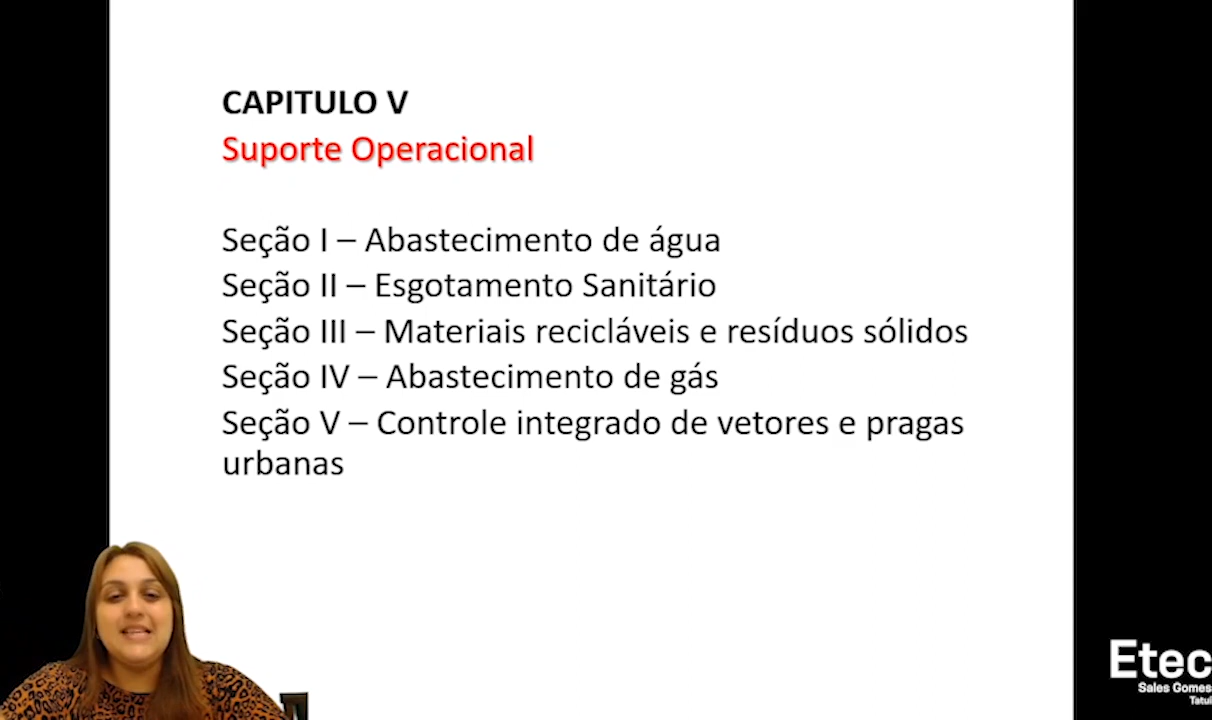 CAPITULO V
Suporte Operacional
Seção I – Abastecimento de água
Seção II – Esgotamento Sanitário
Seção III – Materiais recicláveis e resíduos sólidos
Seção IV – Abastecimento de gás
Seção V – Controle integrado de vetores e pragas
urbanas
Etec
Sales Gomes
Tatuí